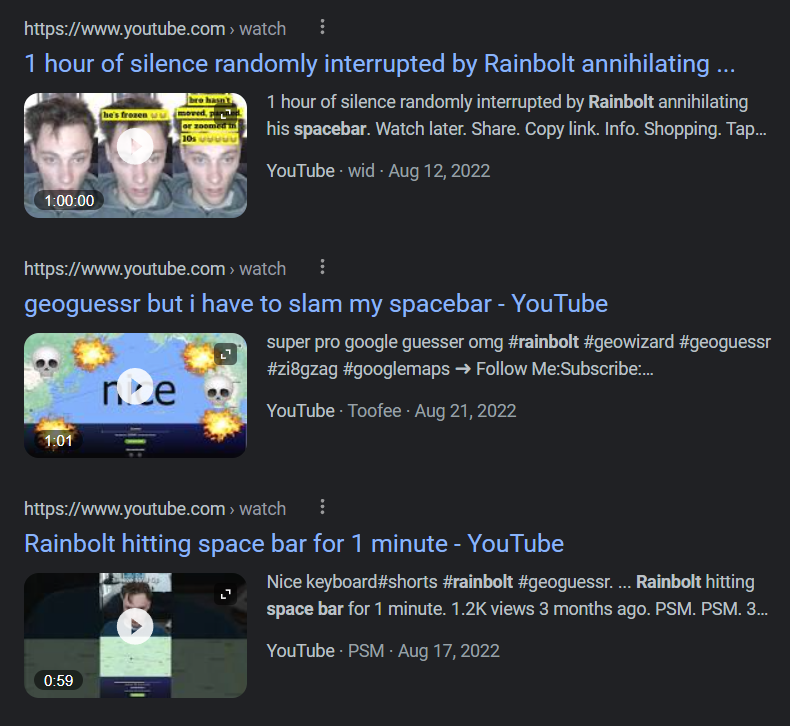 https://www.youtube.com › watch
1 hour of silence randomly interrupted by Rainbolt annihilating ...
he's frozen
bro hasn't
moved, panned,
or zoomed in
10s
1:00:00
1 hour of silence randomly interrupted by Rainbolt annihilating
his spacebar. Watch later. Share. Copy link. Info. Shopping. Tap...
YouTube · wid · Aug 12, 2022
https://www.youtube.com › watch
geoguessr but i have to slam my spacebar - YouTube
nice
1:01
super pro google guesser omg #rainbolt #geowizard #geoguessr
#zi8gzag #googlemaps ➜ Follow Me:Subscribe:...
YouTube · Toofee · Aug 21, 2022
https://www.youtube.com › watch
Rainbolt hitting space bar for 1 minute - YouTube
0:59
Nice keyboard#shorts #rainbolt #geoguessr. ... Rainbolt hitting
space bar for 1 minute. 1.2K views 3 months ago. PSM. PSM. 3...
YouTube · PSM · Aug 17, 2022